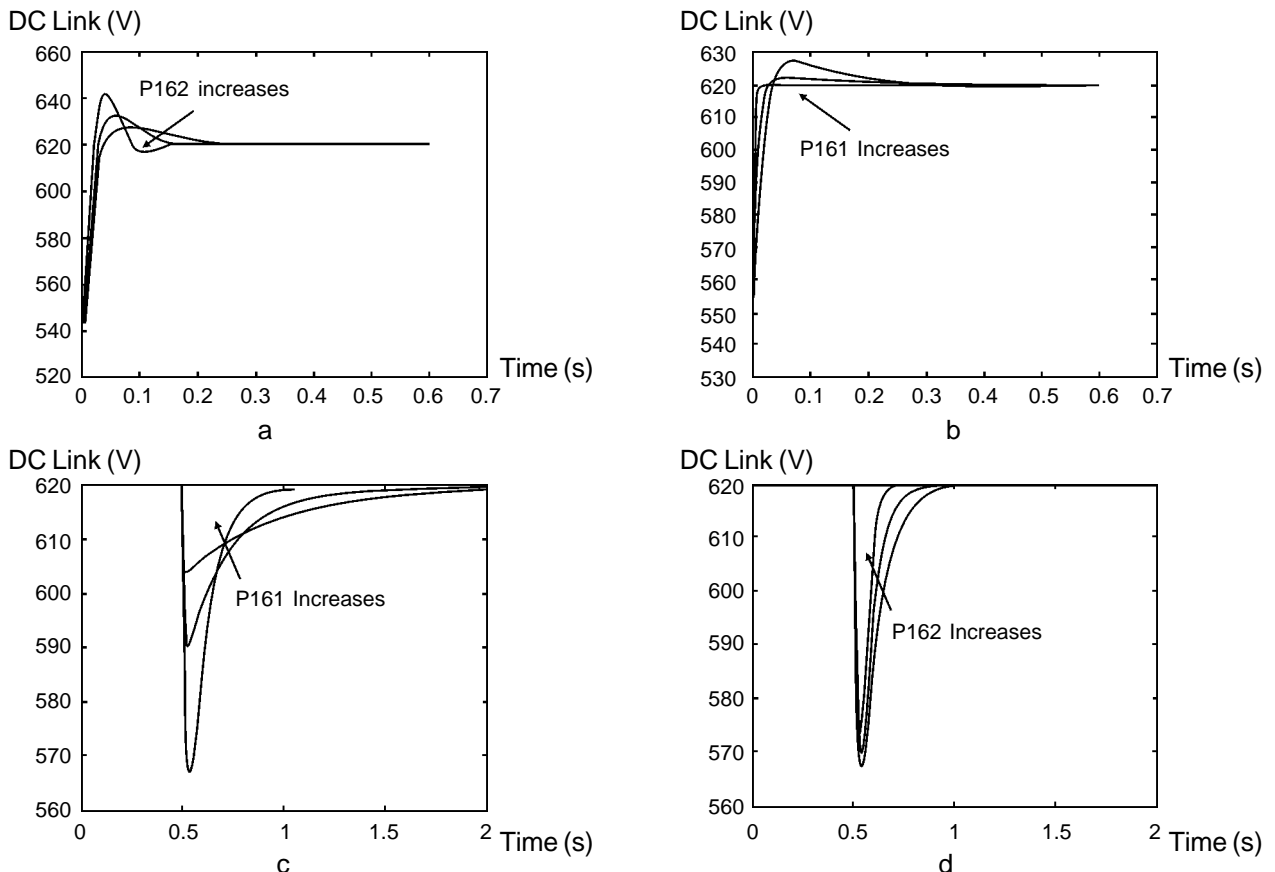 DC Link (V)
660
640
620
600
580
560
540
520
P162 increases
0 0.1 0.2 0.3 0.4 0.5 0.6 0.7
Time (s)
a
DC Link (V)
630
620
610
600
590
580
570
560
550
540
530
P161 Increases
0 0.1 0.2 0.3 0.4 0.5 0.6 0.7
Time (s)
b
DC Link (V)
620
610
600
590
580
570
560
P161 Increases
0 0.5 1 1.5 2
Time (s)
c
DC Link (V)
620
610
600
590
580
570
560
P162 Increases
0 0.5 1 1.5 2
Time (s)
d